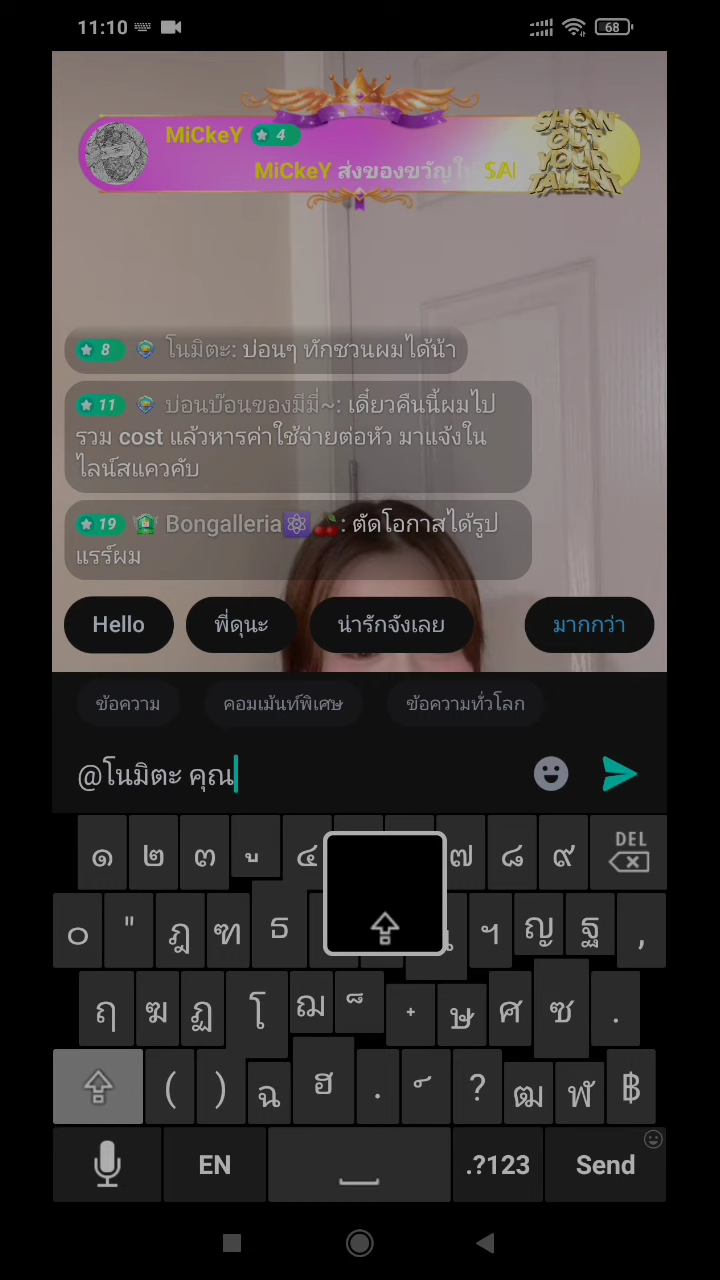 11:10
68
MiCkeY 4
MiCkeY ส่งของขวัญให้ SA
SHOW
OUT
YOUR
TALENT
8 โนมิตะ: บ่อนๆ ทักชวนผมได้น้า
11 บ่อนบ๊อนของมีมี่~: เดี๋ยวคืนนี้ผมไป
รวม cost แล้วหารค่าใช้จ่ายต่อหัว มาแจ้งใน
ไลน์สแควคับ
19 Bongalleria⚛️🍒: ตัดโอกาสได้รูป
แรร์ผม
Hello พี่ดุนะ น่ารักจังเลย มากกว่า
ข้อความ คอมเม้นท์พิเศษ ข้อความทั่วโลก
@โนมิตะ คุณ
๑ ๒ ๓ ู ๔ ๗ ๘ ๙ DEL
๐ " ฎ ฑ ธ ฯ ญ ฐ ,
ฤ ฆ ฏ โ ฌ ็ ๋ ษ ศ ซ .
( ) ฉ ฮ . ์ ? ฒ ฬ ฿
EN .?123 Send